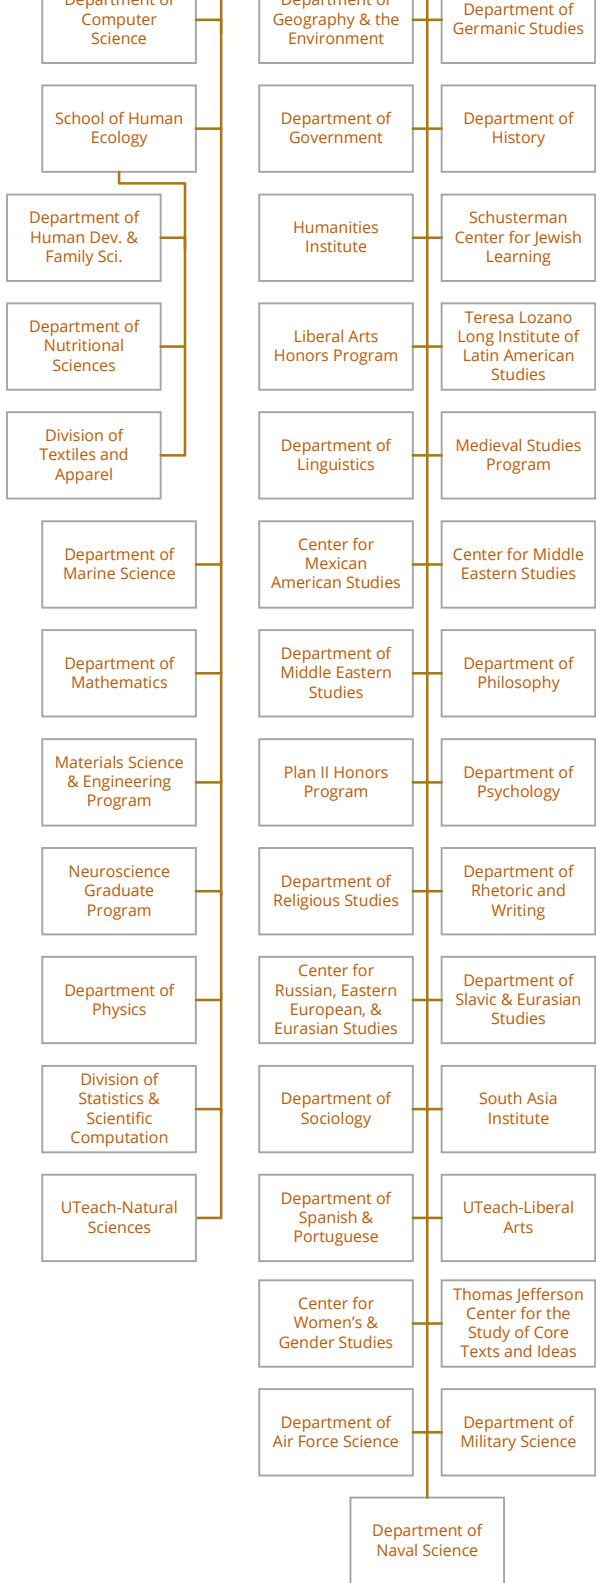 Department of
Computer
Science
School of Human
Ecology
Department of
Human Dev. &
Family Sci.
Department of
Nutritional
Sciences
Division of
Textiles and
Apparel
Department of
Marine Science
Department of
Mathematics
Materials Science
& Engineering
Program
Neuroscience
Graduate
Program
Department of
Physics
Division of
Statistics &
Scientific
Computation
UTeach-Natural
Sciences
Department of
Geography & the
Environment
Department of
Germanic Studies
Department of
Government
Department of
History
Humanities
Institute
Schusterman
Center for Jewish
Learning
Liberal Arts
Honors Program
Teresa Lozano
Long Institute of
Latin American
Studies
Department of
Linguistics
Medieval Studies
Program
Center for
Mexican
American Studies
Center for Middle
Eastern Studies
Department of
Middle Eastern
Studies
Department of
Philosophy
Plan II Honors
Program
Department of
Psychology
Department of
Religious Studies
Department of
Rhetoric and
Writing
Center for
Russian, Eastern
European, &
Eurasian Studies
Department of
Slavic & Eurasian
Studies
Department of
Sociology
South Asia
Institute
Department of
Spanish &
Portuguese
UTeach-Liberal
Arts
Center for
Women's &
Gender Studies
Thomas Jefferson
Center for the
Study of Core
Texts and Ideas
Department of
Air Force Science
Department of
Military Science
Department of
Naval Science